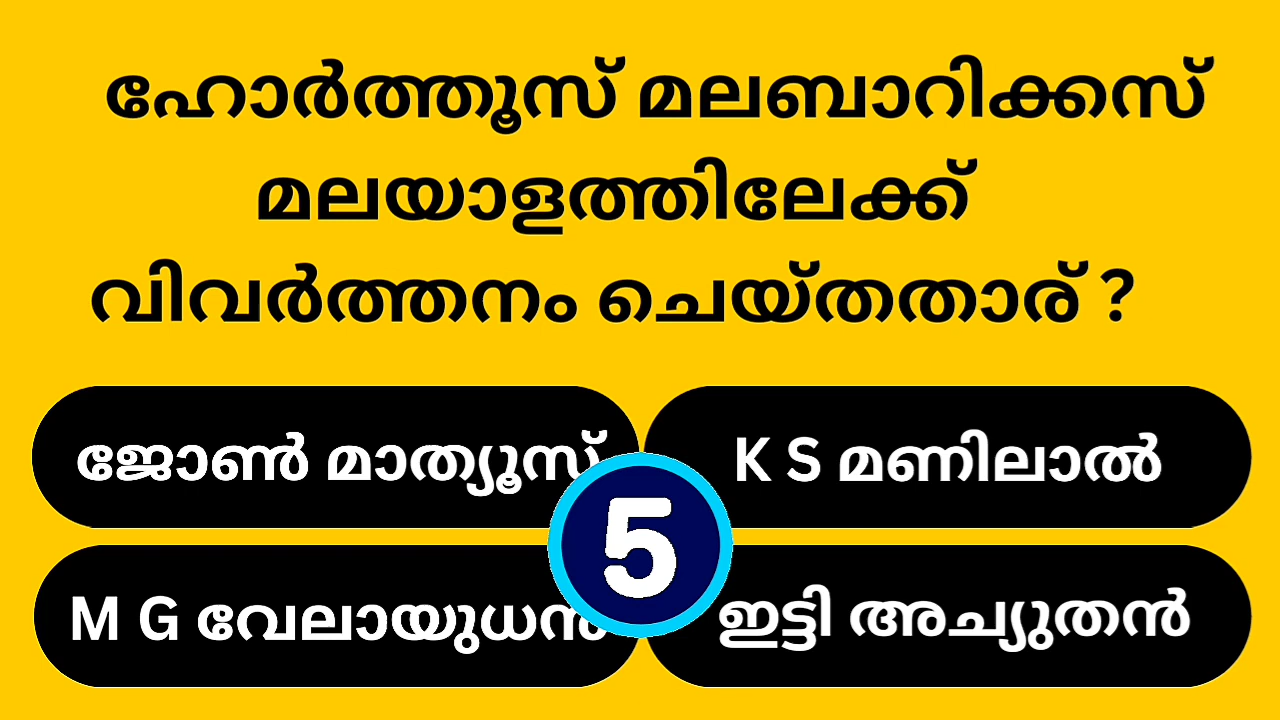 ഹോർത്തൂസ് മലബാറിക്കസ്
മലയാളത്തിലേക്ക്
വിവർത്തനം ചെയ്തതാര് ?
ജോൺ മാത്യൂസ്
K S മണിലാൽ
5
M G വേലായുധൻ
ഇട്ടി അച്യുതൻ